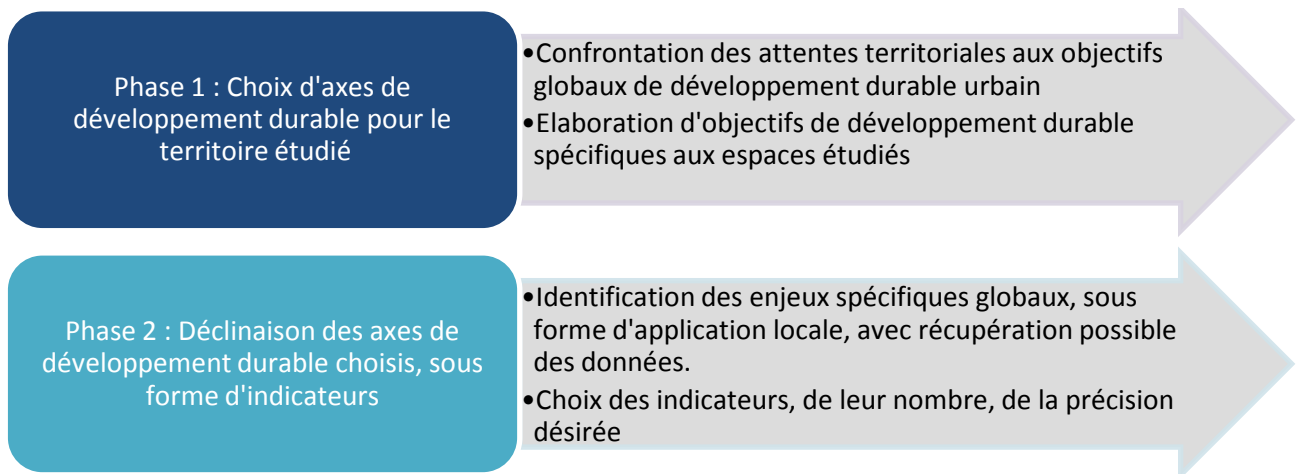 Phase 1 : Choix d'axes de
développement durable pour le
territoire étudié
•Confrontation des attentes territoriales aux objectifs
globaux de développement durable urbain
•Elaboration d'objectifs de développement durable
spécifiques aux espaces étudiés
Phase 2 : Déclinaison des axes de
développement durable choisis, sous
forme d'indicateurs
•Identification des enjeux spécifiques globaux, sous
forme d'application locale, avec récupération possible
des données.
•Choix des indicateurs, de leur nombre, de la précision
désirée